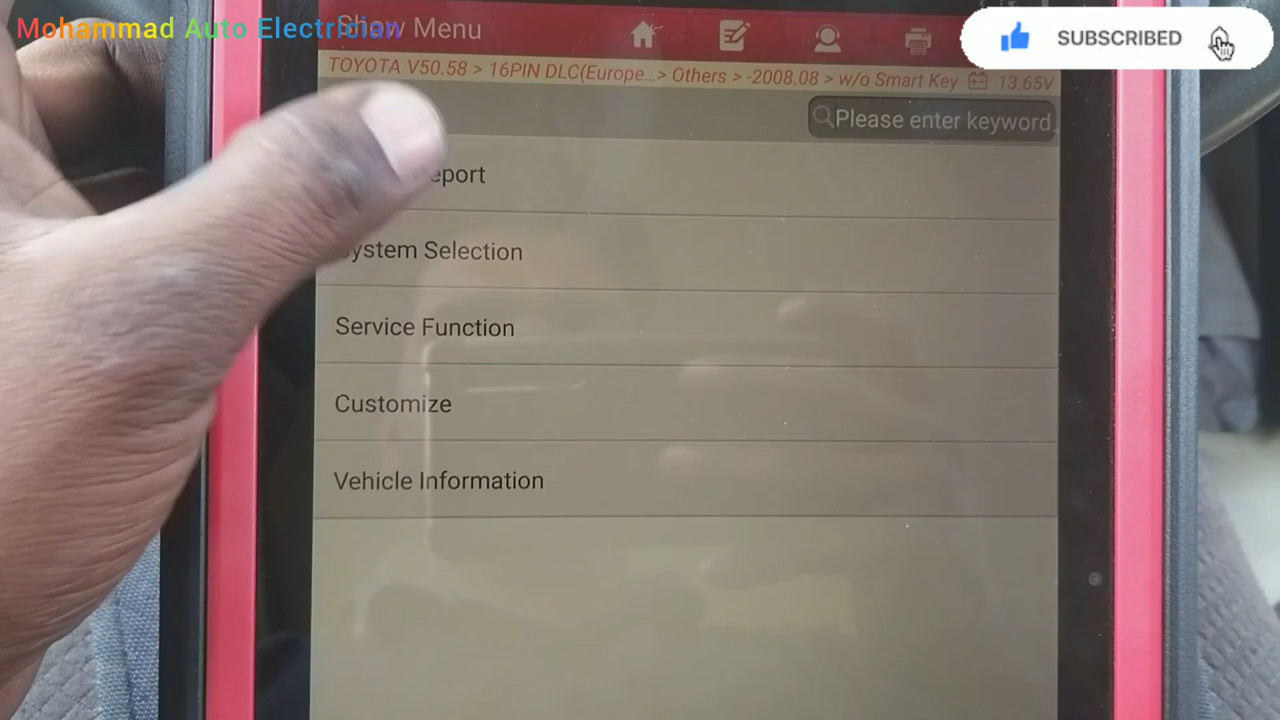 Mohammad Auto Electrician
Show Menu
SUBSCRIBED
TOYOTA V50.58 > 16PIN DLC(Europe...> Others > -2008.08 > w/o Smart Key 13.65V
Please enter keyword
eport
ystem Selection
Service Function
Customize
Vehicle Information